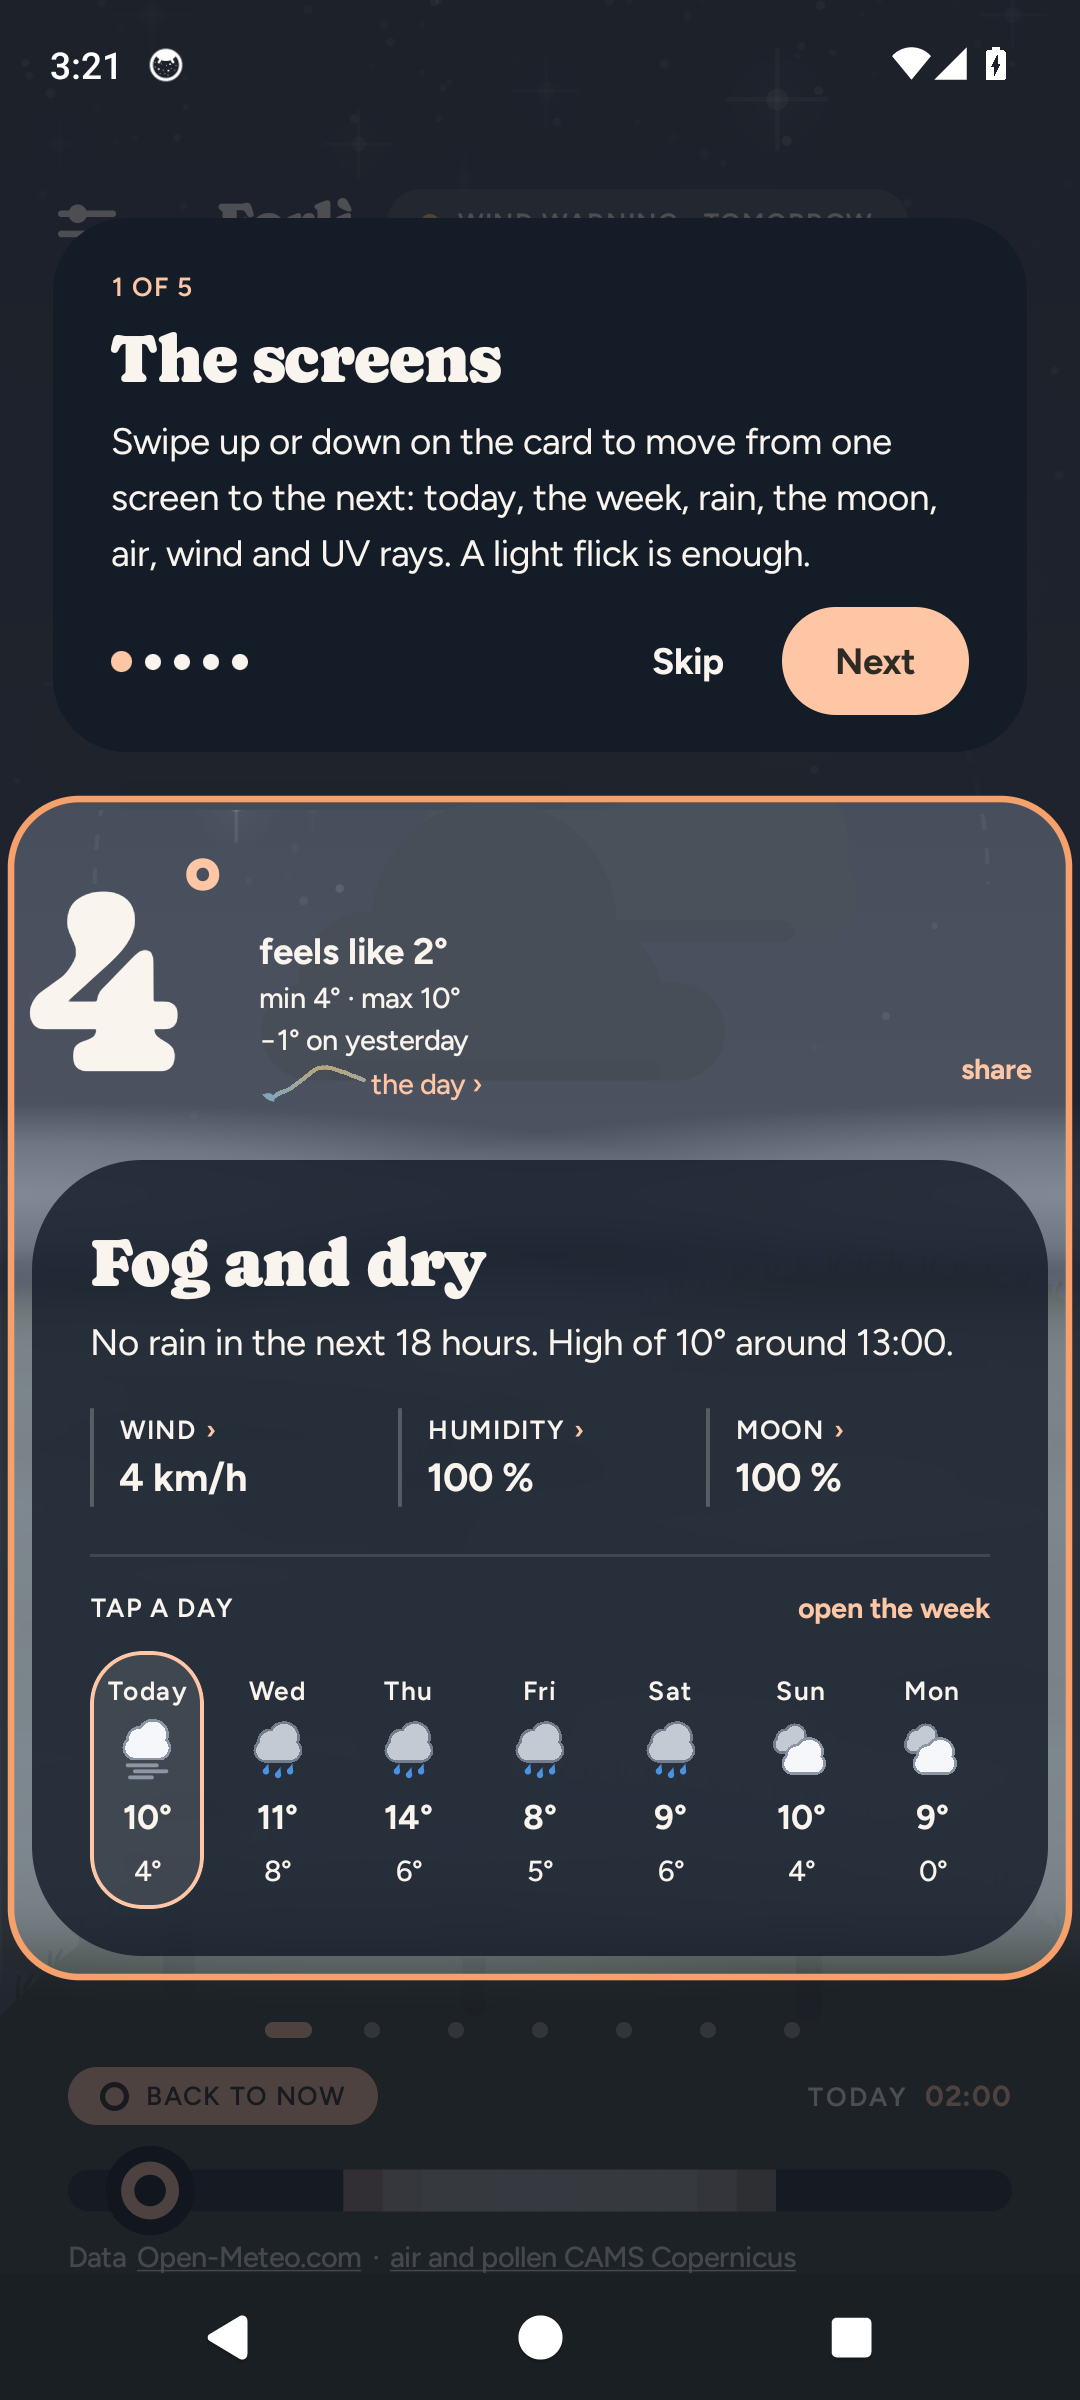 3:21
Forlì
WIND WARNING · TOMORROW
1 OF 5
The screens
Swipe up or down on the card to move from one
screen to the next: today, the week, rain, the moon,
air, wind and UV rays. A light flick is enough.
Skip
Next
4°
feels like 2°
min 4° · max 10°
−1° on yesterday
the day ›
share
Fog and dry
No rain in the next 18 hours. High of 10° around 13:00.
WIND › HUMIDITY › MOON ›
4 km/h 100 % 100 %
TAP A DAY open the week
Today Wed Thu Fri Sat Sun Mon
10° 11° 14° 8° 9° 10° 9°
4° 8° 6° 5° 6° 4° 0°
BACK TO NOW TODAY 02:00
Data Open-Meteo.com · air and pollen CAMS Copernicus